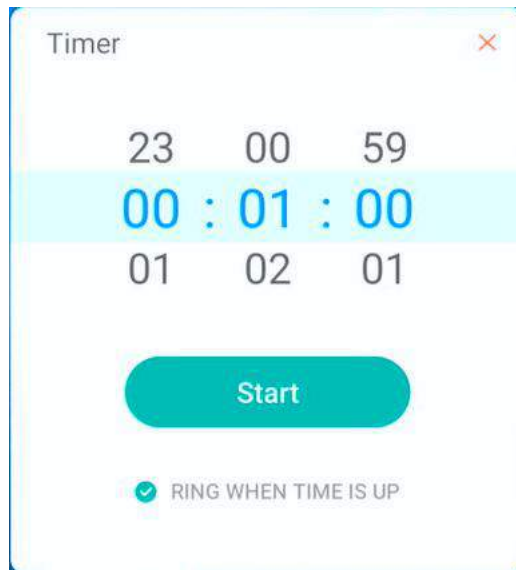 Timer
23 00 59
00 : 01 : 00
01 02 01
Start
RING WHEN TIME IS UP